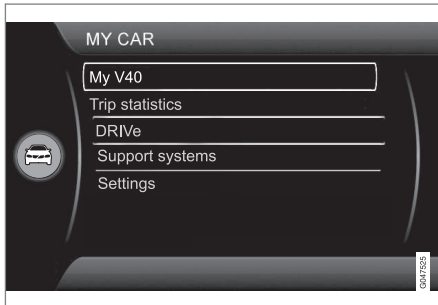 MY CAR
My V40
Trip statistics
DRIVe
Support systems
Settings
G047525